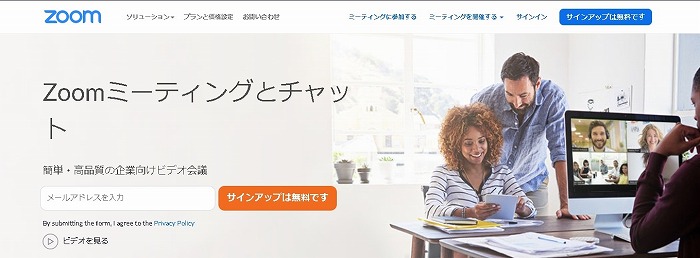 zoom
ソリューション プランと価格設定 お問い合わせ ミーティングに参加する ミーティングを開催する サインイン サインアップは無料です
Zoomミーティングとチャッ
ト
簡単・高品質の企業向けビデオ会議
メールアドレスを入力 サインアップは無料です
By submitting the form, I agree to the Privacy Policy
ビデオを見る